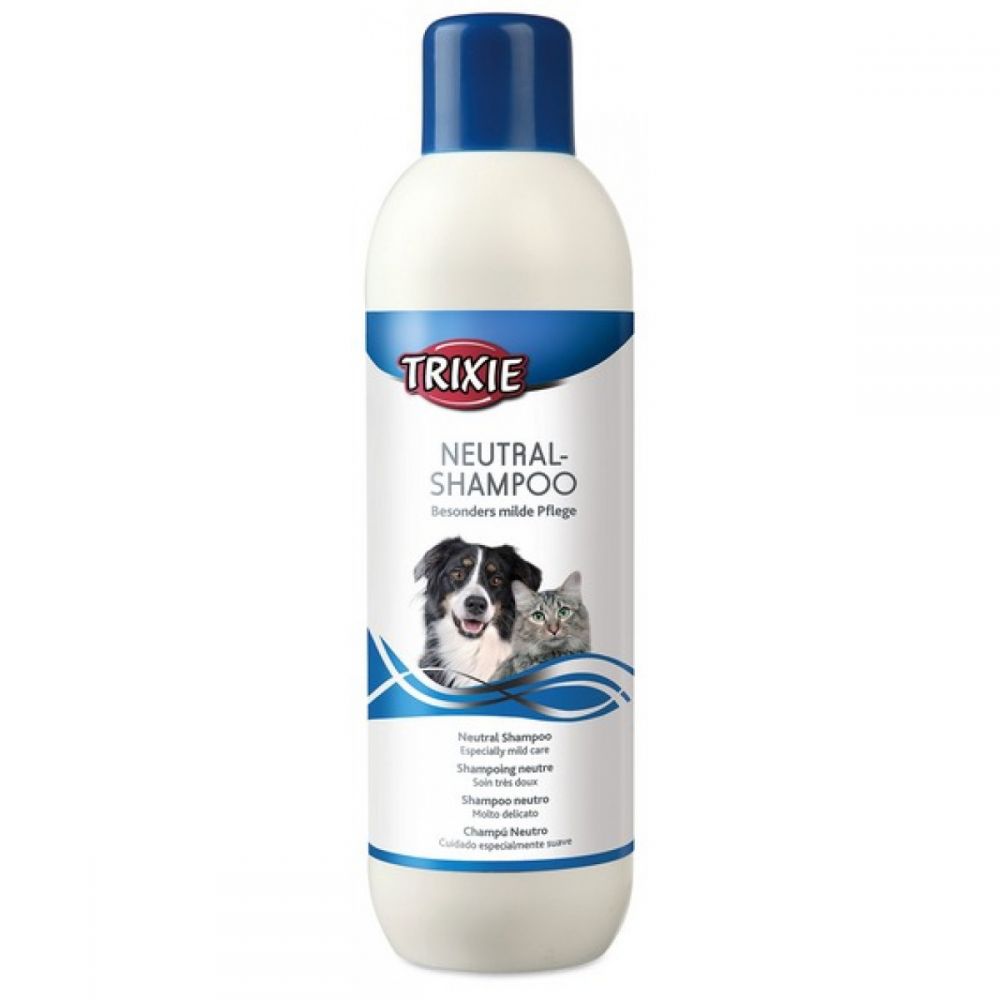 TRIXIE
NEUTRAL-
SHAMPOO
Besonders milde Pflege
Neutral Shampoo
Especially mild care
Shampoing neutre
Soin très doux
Shampoo neutro
Molto delicato
Champú Neutro
Cuidado especialmente suave